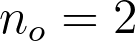 n_o = 2